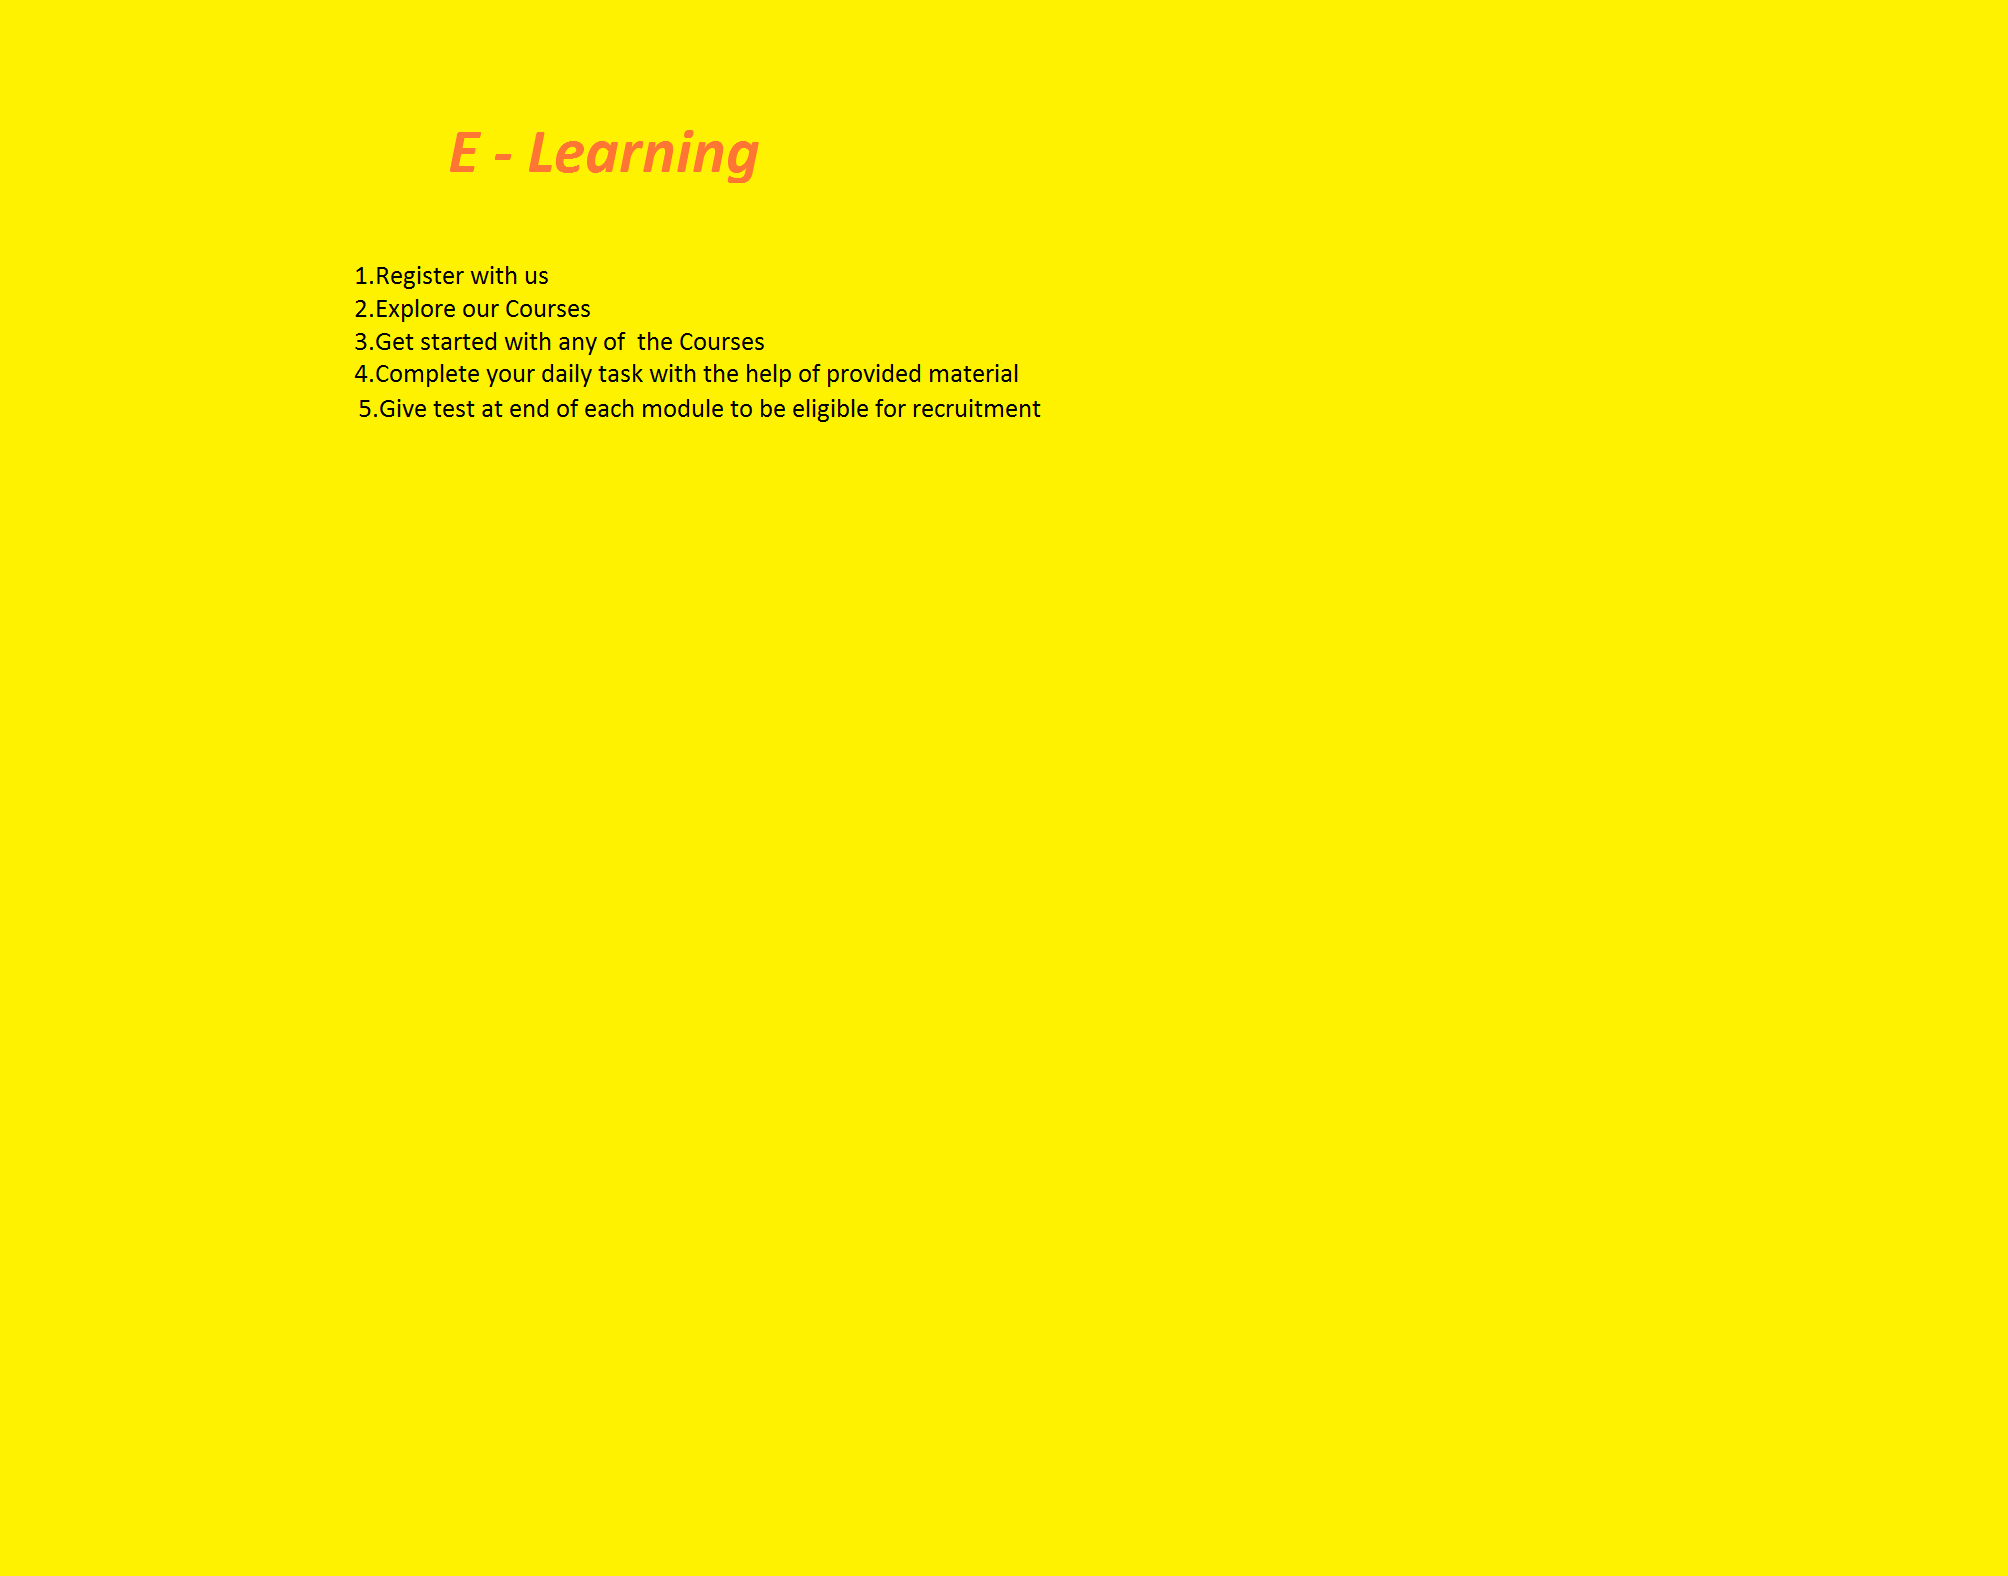 E - Learning
1.Register with us
2.Explore our Courses
3.Get started with any of  the Courses
4.Complete your daily task with the help of provided material
5.Give test at end of each module to be eligible for recruitment